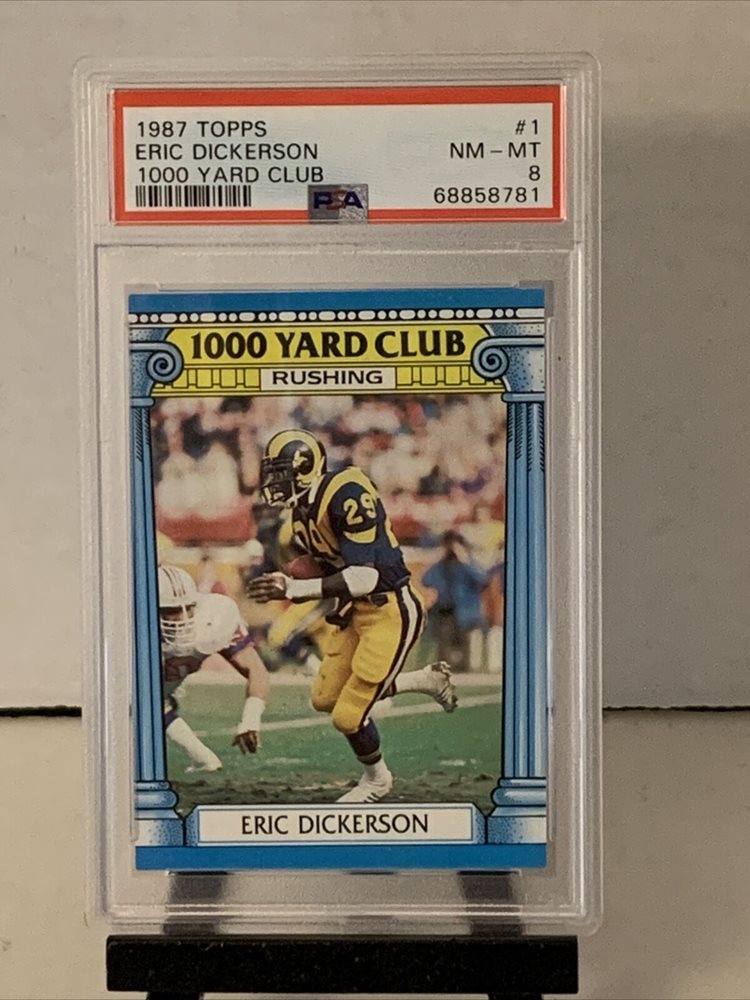 1987 TOPPS #1
ERIC DICKERSON NM - MT
1000 YARD CLUB 8
PSA 68858781
1000 YARD CLUB
RUSHING
29
29
ERIC DICKERSON